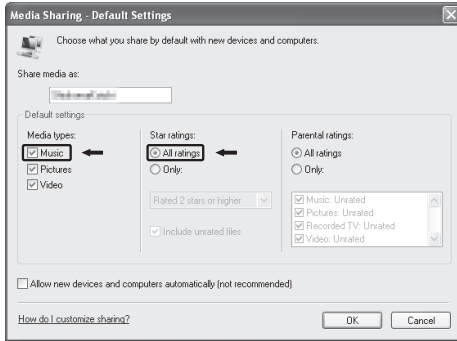 Media Sharing - Default Settings
Choose what you share by default with new devices and computers.
Share media as:
Default settings
Media types:
Music
Pictures
Video
Star ratings:
All ratings
Only:
Rated 2 stars or higher
Include unrated files
Parental ratings:
All ratings
Only:
Music: Unrated
Pictures: Unrated
Recorded TV: Unrated
Video: Unrated
Allow new devices and computers automatically (not recommended)
How do I customize sharing?
OK
Cancel